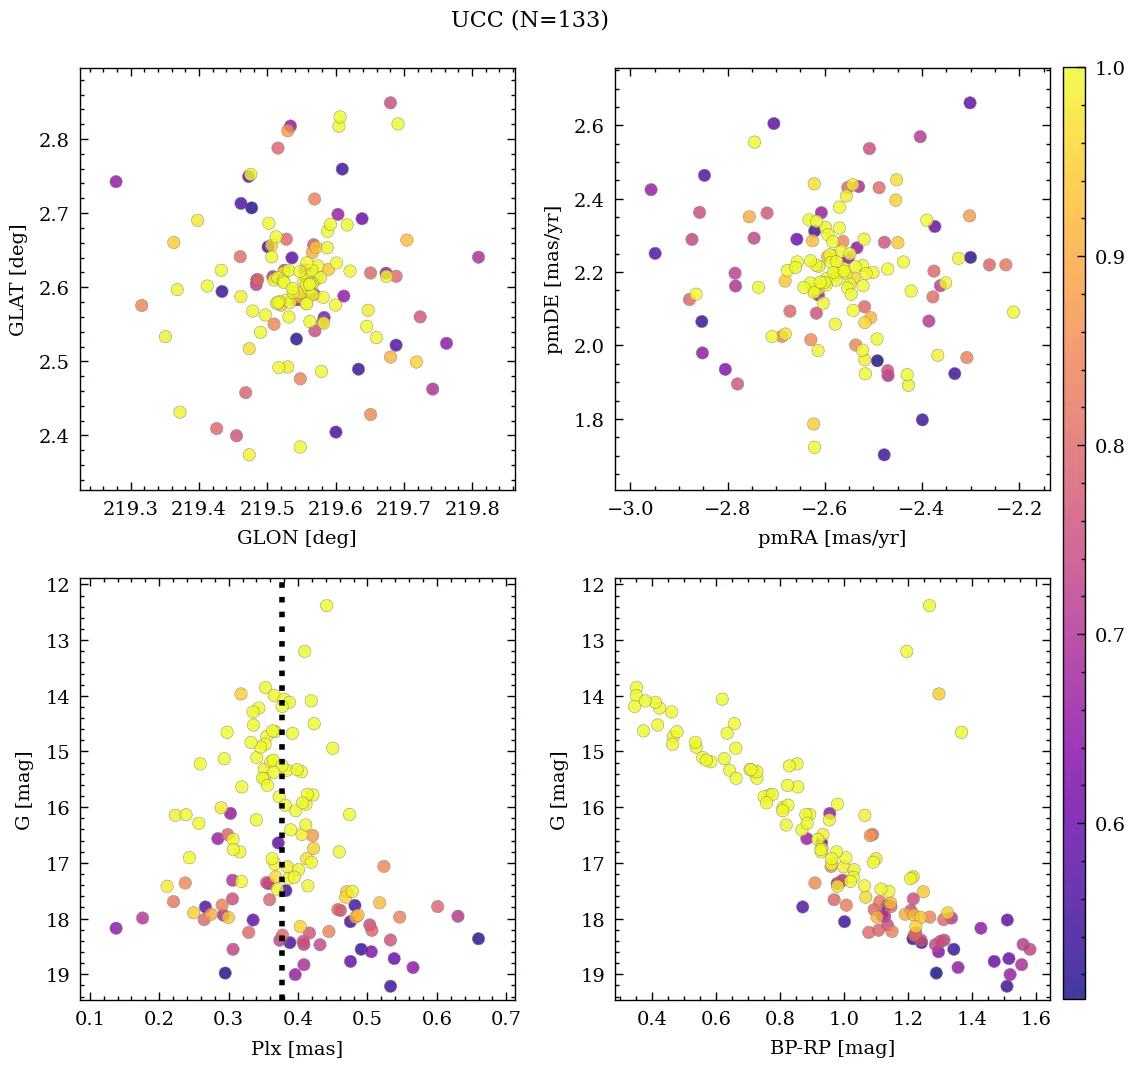 UCC (N=133)
2.8
2.7
2.6
2.5
2.4
GLAT [deg]
219.3 219.4 219.5 219.6 219.7 219.8
GLON [deg]
2.6
2.4
2.2
2.0
1.8
pmDE [mas/yr]
−3.0 −2.8 −2.6 −2.4 −2.2
pmRA [mas/yr]
1.0
0.9
0.8
0.7
0.6
12
13
14
15
16
17
18
19
G [mag]
0.1 0.2 0.3 0.4 0.5 0.6 0.7
Plx [mas]
12
13
14
15
16
17
18
19
G [mag]
0.4 0.6 0.8 1.0 1.2 1.4 1.6
BP-RP [mag]